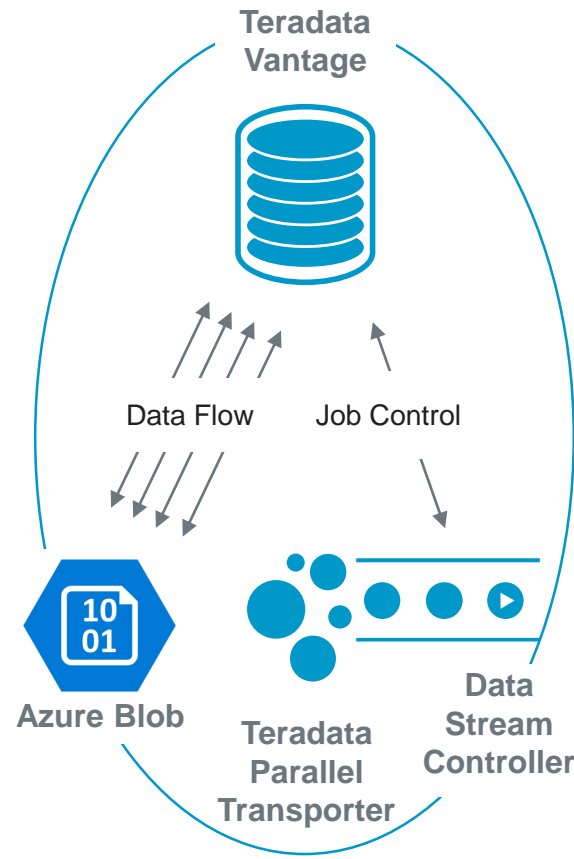 Teradata
Vantage
Data Flow
Job Control
10
01
Azure Blob
Teradata
Parallel
Transporter
Data
Stream
Controller